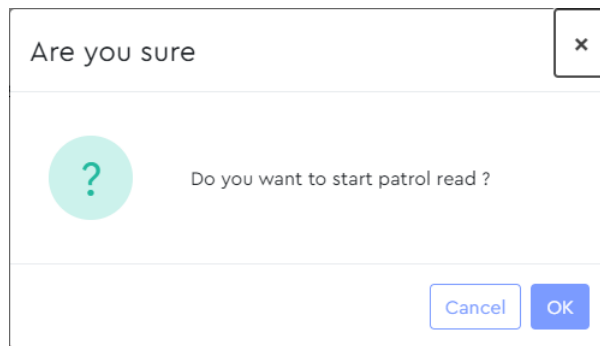 Are you sure
×
?
Do you want to start patrol read ?
Cancel
OK